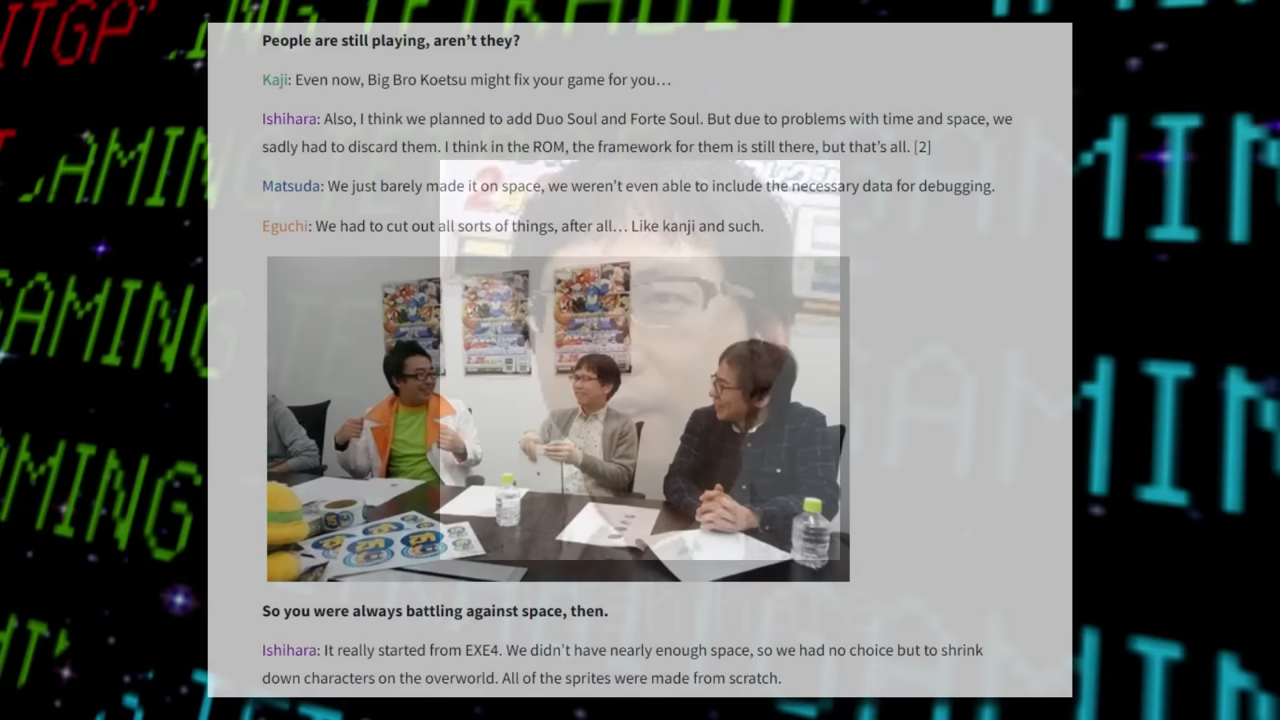 People are still playing, aren't they?
Kaji: Even now, Big Bro Koetsu might fix your game for you…
Ishihara: Also, I think we planned to add Duo Soul and Forte Soul. But due to problems with time and space, we
sadly had to discard them. I think in the ROM, the framework for them is still there, but that's all. [2]
Matsuda: We just barely made it on space, we weren't even able to include the necessary data for debugging.
Eguchi: We had to cut out all sorts of things, after all… Like kanji and such.
So you were always battling against space, then.
Ishihara: It really started from EXE4. We didn't have nearly enough space, so we had no choice but to shrink
down characters on the overworld. All of the sprites were made from scratch.